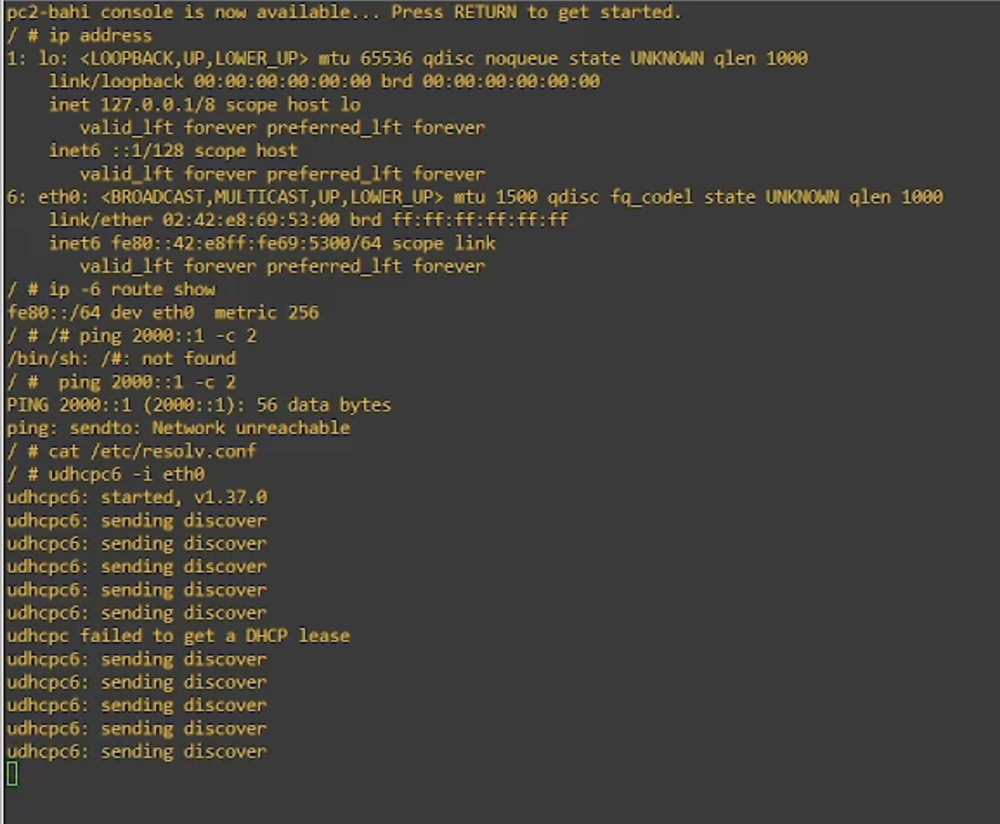 pc2-bahi console is now available... Press RETURN to get started.
/ # ip address
1: lo: <LOOPBACK,UP,LOWER_UP> mtu 65536 qdisc noqueue state UNKNOWN qlen 1000
    link/loopback 00:00:00:00:00:00 brd 00:00:00:00:00:00
    inet 127.0.0.1/8 scope host lo
       valid_lft forever preferred_lft forever
    inet6 ::1/128 scope host
       valid_lft forever preferred_lft forever
6: eth0: <BROADCAST,MULTICAST,UP,LOWER_UP> mtu 1500 qdisc fq_codel state UNKNOWN qlen 1000
    link/ether 02:42:e8:69:53:00 brd ff:ff:ff:ff:ff:ff
    inet6 fe80::42:e8ff:fe69:5300/64 scope link
       valid_lft forever preferred_lft forever
/ # ip -6 route show
fe80::/64 dev eth0  metric 256
/ # /# ping 2000::1 -c 2
/bin/sh: /#: not found
/ #  ping 2000::1 -c 2
PING 2000::1 (2000::1): 56 data bytes
ping: sendto: Network unreachable
/ # cat /etc/resolv.conf
/ # udhcpc6 -i eth0
udhcpc6: started, v1.37.0
udhcpc6: sending discover
udhcpc6: sending discover
udhcpc6: sending discover
udhcpc6: sending discover
udhcpc6: sending discover
udhcpc failed to get a DHCP lease
udhcpc6: sending discover
udhcpc6: sending discover
udhcpc6: sending discover
udhcpc6: sending discover
udhcpc6: sending discover